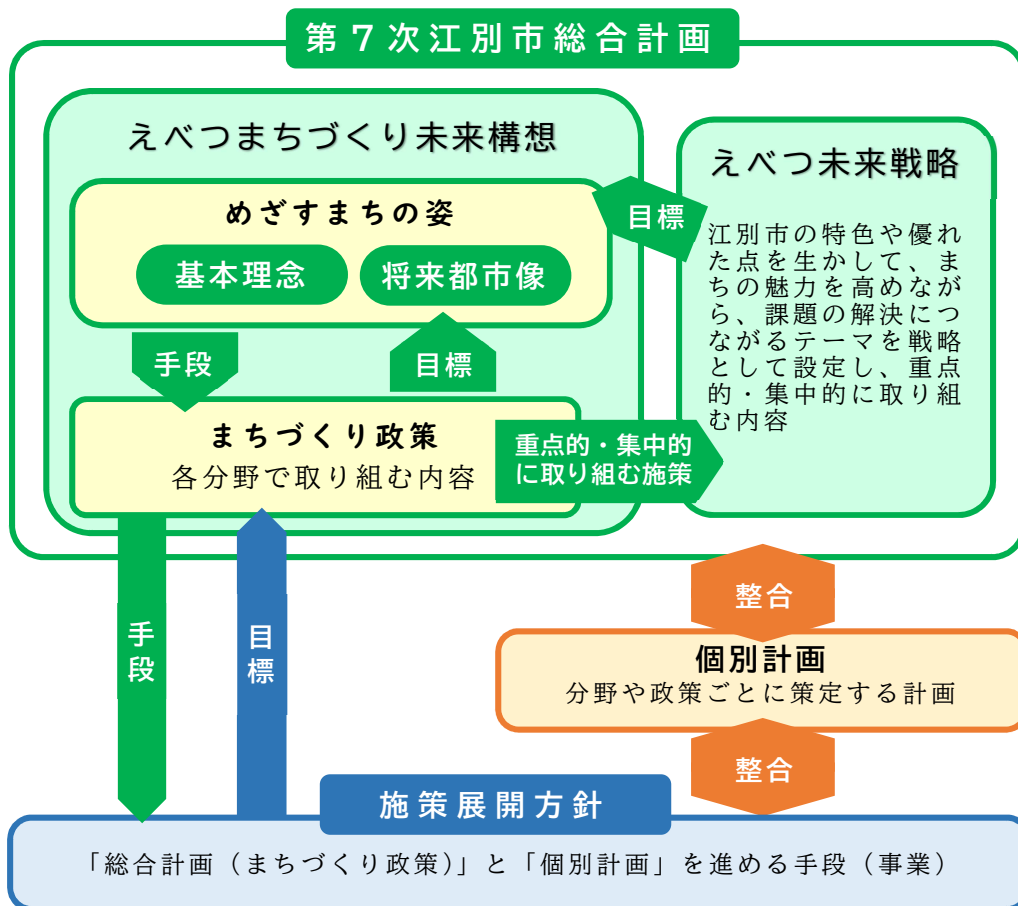 第7次江別市総合計画
えべつまちづくり未来構想
めざすまちの姿
基本理念
将来都市像
手段
目標
まちづくり政策
各分野で取り組む内容
目標
重点的・集中的
に取り組む施策
えべつ未来戦略
江別市の特色や優れ
た点を生かして、ま
ちの魅力を高めなが
ら、課題の解決につ
ながるテーマを戦略
として設定し、重点
的・集中的に取り組
む内容
手段
目標
整合
個別計画
分野や政策ごとに策定する計画
整合
施策展開方針
「総合計画（まちづくり政策）」と「個別計画」を進める手段（事業）